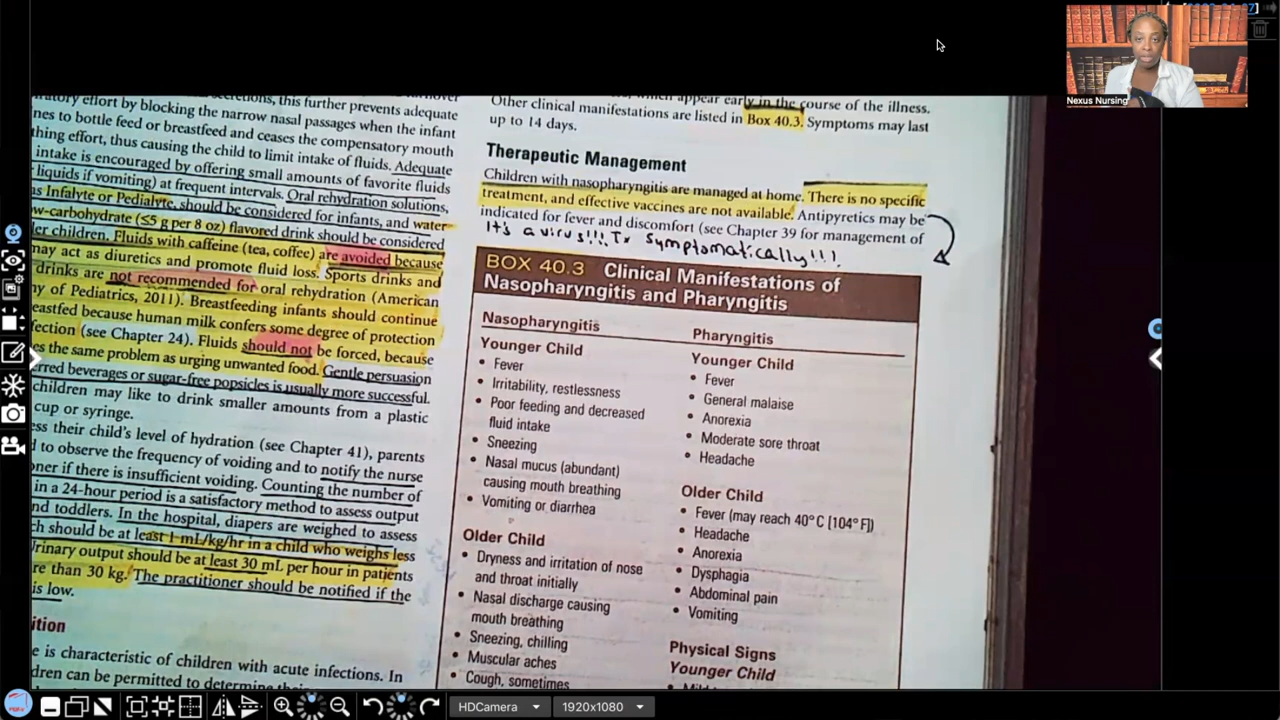 Nexus Nursing
ratory effort by blocking the narrow nasal passages when the infant
nes to bottle feed or breastfeed and ceases the compensatory mouth
thing effort, thus causing the child to limit intake of fluids. Adequate
intake is encouraged by offering small amounts of favorite fluids
liquids if vomiting) at frequent intervals. Oral rehydration solutions,
as Infalyte or Pedialyte, should be considered for infants, and water
w-carbohydrate (≤5 g per 8 oz) flavored drink should be considered
er children. Fluids with caffeine (tea, coffee) are avoided because
may act as diuretics and promote fluid loss. Sports drinks and
drinks are not recommended for oral rehydration (American
ny of Pediatrics, 2011). Breastfeeding infants should continue
eastfed because human milk confers some degree of protection
fection (see Chapter 24). Fluids should not be forced, because
es the same problem as urging unwanted food. Gentle persuasion
erred beverages or sugar-free popsicles is usually more successful.
children may like to drink smaller amounts from a plastic
cup or syringe.
ess their child's level of hydration (see Chapter 41), parents
d to observe the frequency of voiding and to notify the nurse
oner if there is insufficient voiding. Counting the number of
in a 24-hour period is a satisfactory method to assess output
nd toddlers. In the hospital, diapers are weighed to assess
ch should be at least 1 mL/kg/hr in a child who weighs less
Urinary output should be at least 30 mL per hour in patients
re than 30 kg. The practitioner should be notified if the
is low.
ition
e is characteristic of children with acute infections. In
dren can be permitted to determine their
which appear early in the course of the illness.
Other clinical manifestations are listed in Box 40.3. Symptoms may last
up to 14 days.
Therapeutic Management
Children with nasopharyngitis are managed at home. There is no specific
treatment, and effective vaccines are not available. Antipyretics may be
indicated for fever and discomfort (see Chapter 39 for management of
It's a virus!!! Tx symptomatically!!!
BOX 40.3 Clinical Manifestations of
Nasopharyngitis and Pharyngitis
Nasopharyngitis
Younger Child
• Fever
• Irritability, restlessness
• Poor feeding and decreased
fluid intake
• Sneezing
• Nasal mucus (abundant)
causing mouth breathing
• Vomiting or diarrhea
Older Child
• Dryness and irritation of nose
and throat initially
• Nasal discharge causing
mouth breathing
• Sneezing, chilling
• Muscular aches
• Cough, sometimes
Pharyngitis
Younger Child
• Fever
• General malaise
• Anorexia
• Moderate sore throat
• Headache
Older Child
• Fever (may reach 40°C [104°F])
• Headache
• Anorexia
• Dysphagia
• Abdominal pain
• Vomiting
Physical Signs
Younger Child
HDCamera
1920x1080